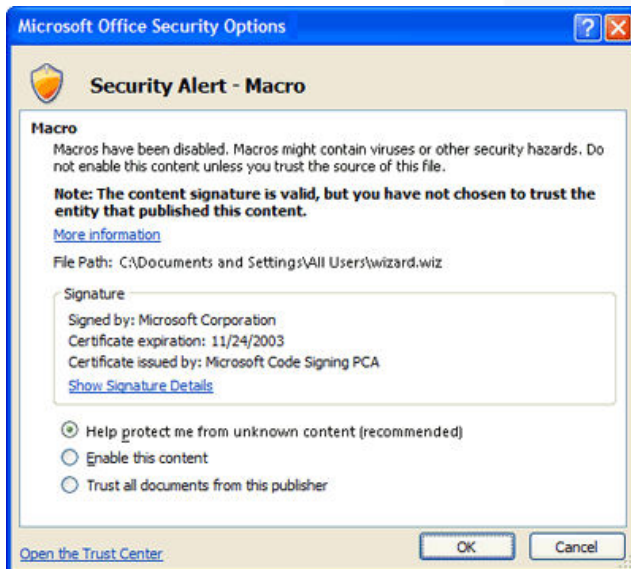 Microsoft Office Security Options
Security Alert - Macro
Macro
Macros have been disabled. Macros might contain viruses or other security hazards. Do
not enable this content unless you trust the source of this file.
Note: The content signature is valid, but you have not chosen to trust the
entity that published this content.
More information
File Path: C:\Documents and Settings\All Users\wizard.wiz
Signature
Signed by: Microsoft Corporation
Certificate expiration: 11/24/2003
Certificate issued by: Microsoft Code Signing PCA
Show Signature Details
Help protect me from unknown content (recommended)
Enable this content
Trust all documents from this publisher
Open the Trust Center
OK
Cancel